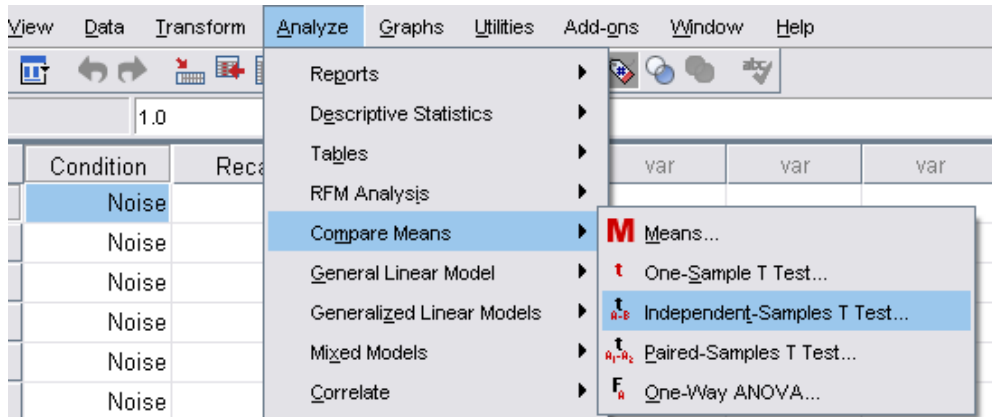 View Data Transform Analyze Graphs Utilities Add-ons Window Help
1.0
Condition
var var var
Noise
Noise
Noise
Noise
Noise
Noise
Reports
Descriptive Statistics
Tables
RFM Analysis
Compare Means
General Linear Model
Generalized Linear Models
Mixed Models
Correlate
M Means...
t One-Sample T Test...
t A-B Independent-Samples T Test...
t A₁-A₂ Paired-Samples T Test...
F A One-Way ANOVA...